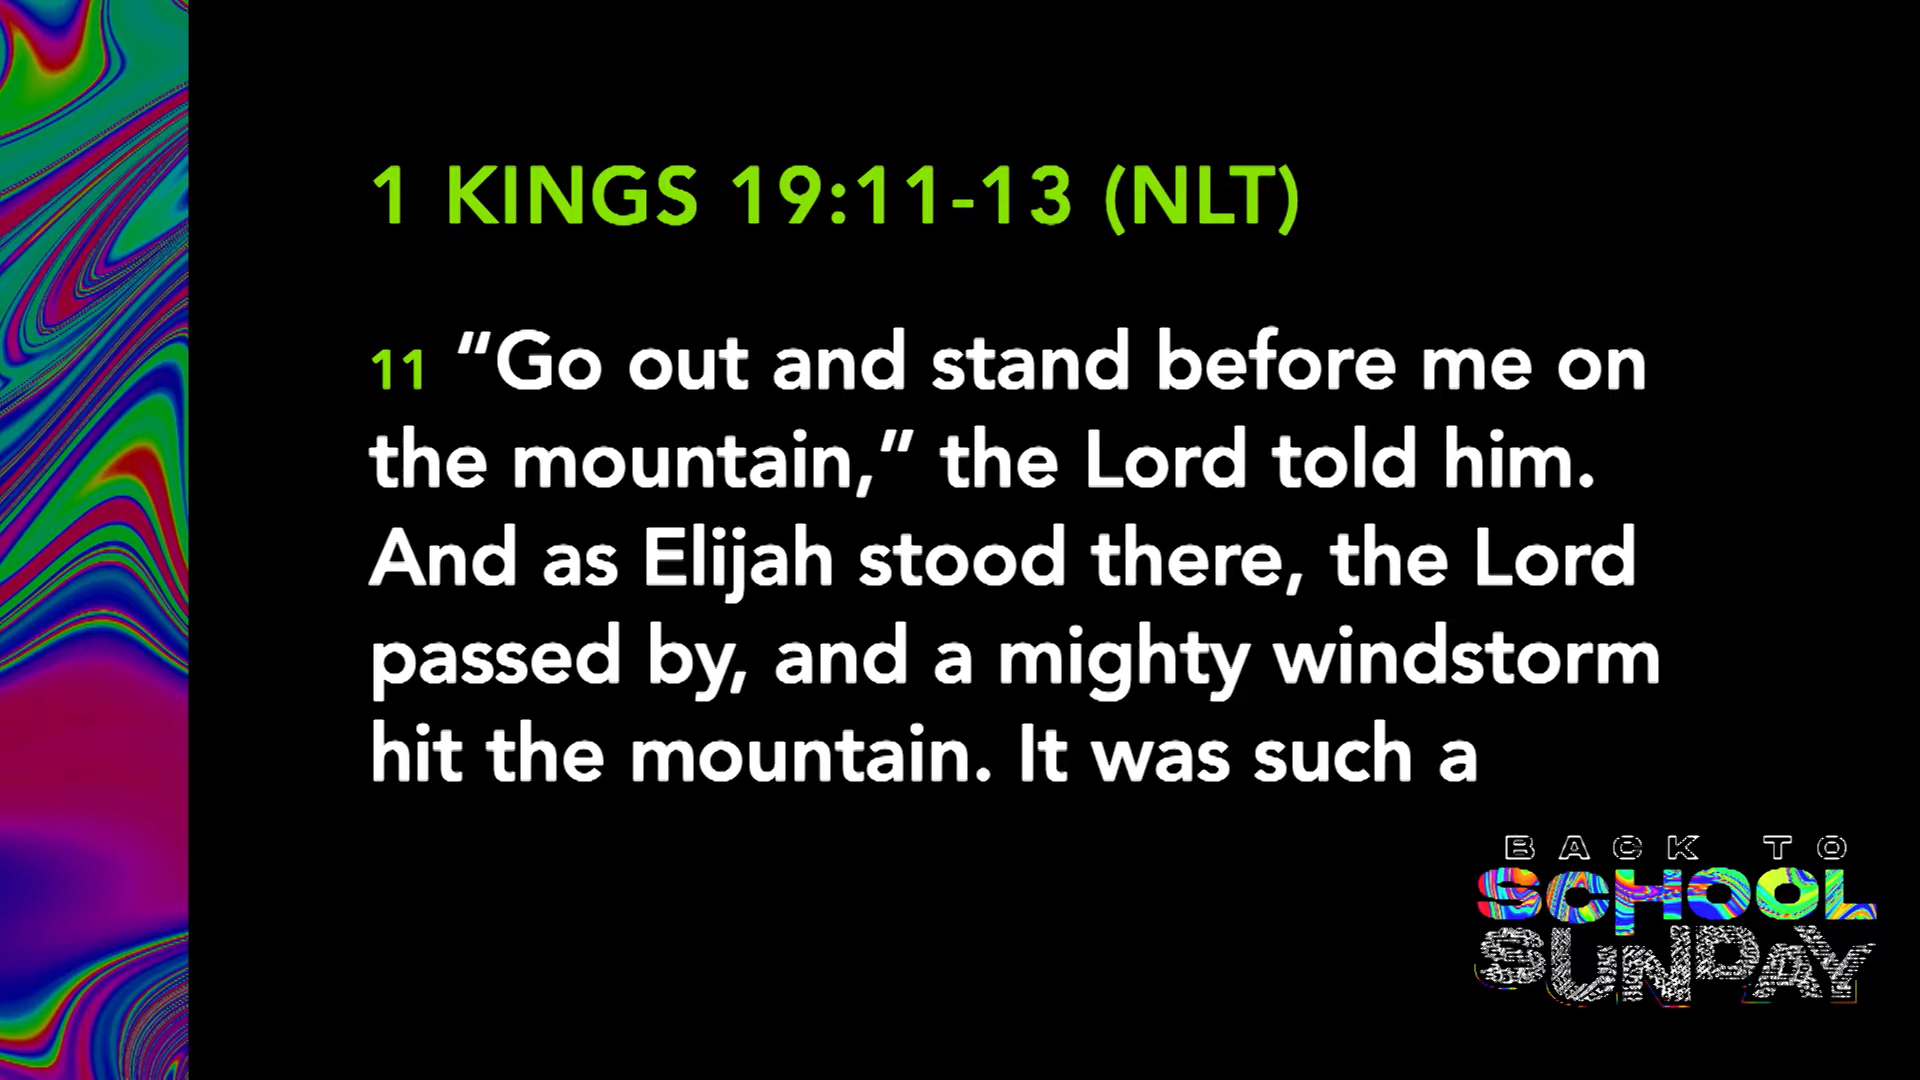 1 KINGS 19:11-13 (NLT)
11 “Go out and stand before me on
the mountain,” the Lord told him.
And as Elijah stood there, the Lord
passed by, and a mighty windstorm
hit the mountain. It was such a
BACK TO
SCHOOL
SUNDAY